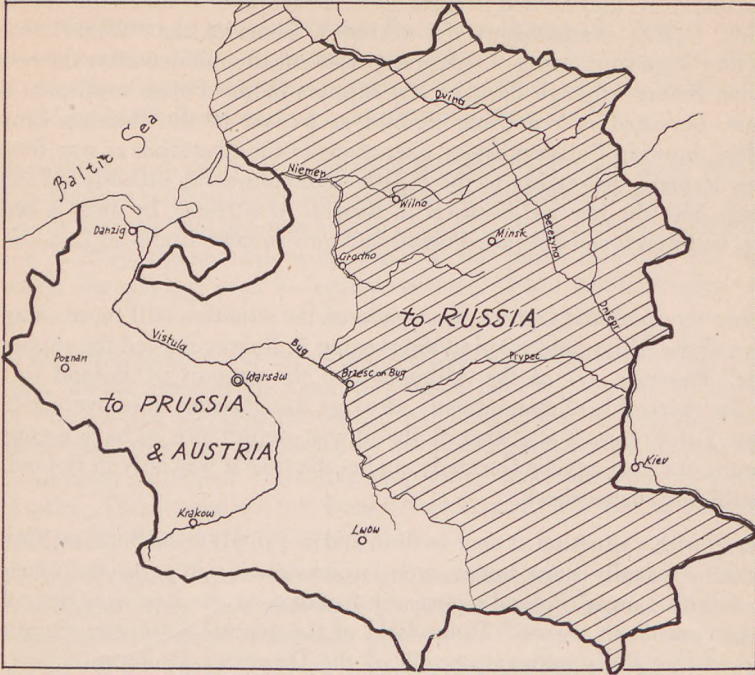 Baltic Sea
Dvina
Niemen
Wilno
Danzig
Minsk
Berezyna
Grodno
to RUSSIA
Dniepr
Vistula
Bug
Prypet
Poznan
Warsaw
Brzesc on Bug
to PRUSSIA
& AUSTRIA
Kiev
Krakow
Lwow